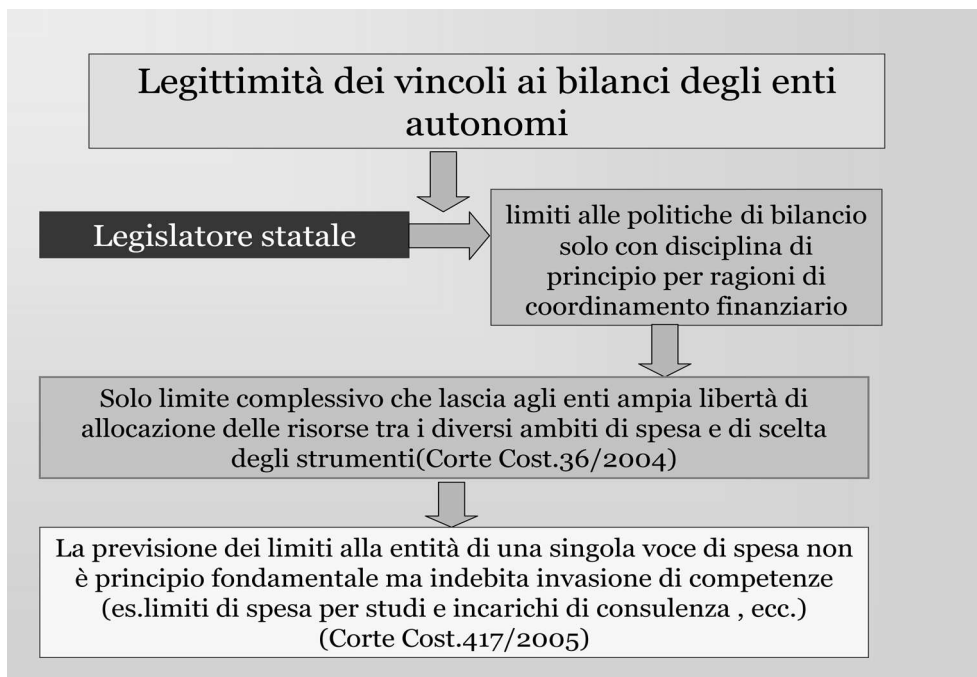 Legittimità dei vincoli ai bilanci degli enti
autonomi
Legislatore statale
limiti alle politiche di bilancio
solo con disciplina di
principio per ragioni di
coordinamento finanziario
Solo limite complessivo che lascia agli enti ampia libertà di
allocazione delle risorse tra i diversi ambiti di spesa e di scelta
degli strumenti(Corte Cost.36/2004)
La previsione dei limiti alla entità di una singola voce di spesa non
è principio fondamentale ma indebita invasione di competenze
(es.limiti di spesa per studi e incarichi di consulenza , ecc.)
(Corte Cost.417/2005)